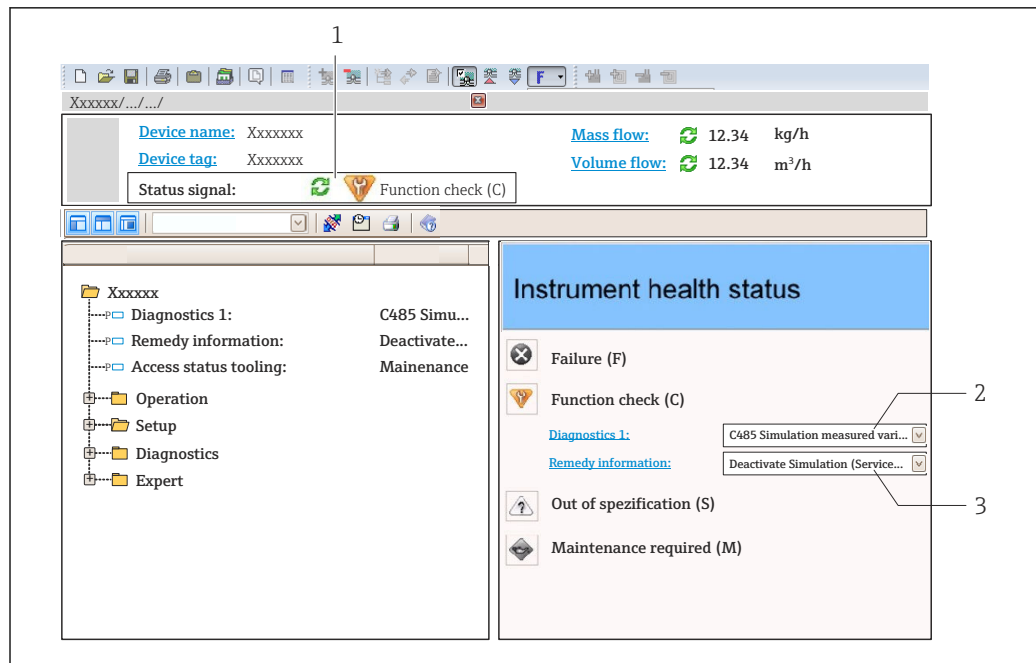 1
F
Xxxxxx/.../.../
Device name: Xxxxxxx
Mass flow: 12.34 kg/h
Device tag: Xxxxxxx
Volume flow: 12.34 m³/h
Status signal: Function check (C)
Xxxxxx
Diagnostics 1: C485 Simu...
Remedy information: Deactivate...
Access status tooling: Mainenance
Operation
Setup
Diagnostics
Expert
Instrument health status
Failure (F)
Function check (C)
Diagnostics 1: C485 Simulation measured vari...
2
Remedy information: Deactivate Simulation (Service...
3
Out of spezification (S)
Maintenance required (M)